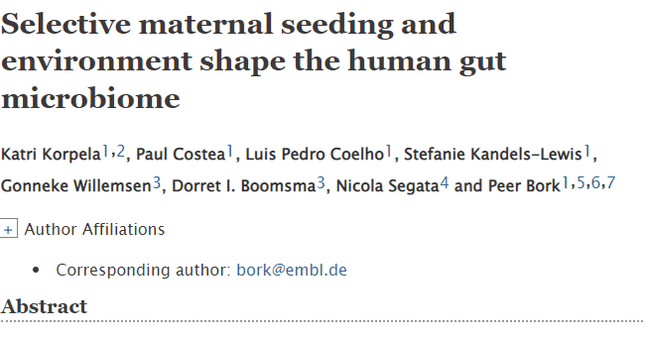 Selective maternal seeding and
environment shape the human gut
microbiome
Katri Korpela1,2, Paul Costea1, Luis Pedro Coelho1, Stefanie Kandels-Lewis1,
Gonneke Willemsen3, Dorret I. Boomsma3, Nicola Segata4 and Peer Bork1,5,6,7
+ Author Affiliations
• Corresponding author: bork@embl.de
Abstract